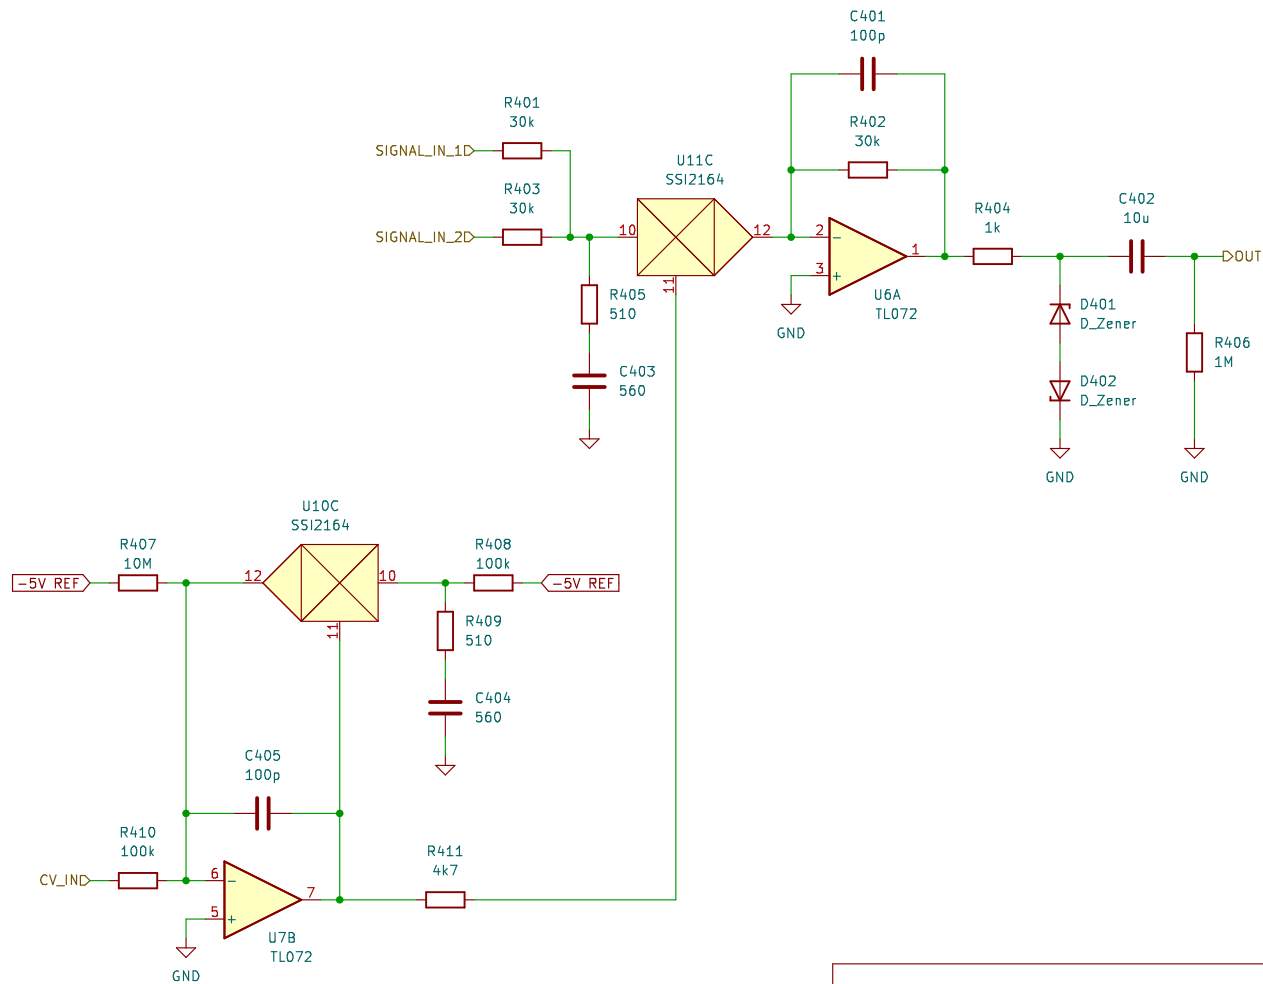 C401
100p
R401
30k
R402
30k
SIGNAL_IN_1
U11C
SSI2164
R403
30k
SIGNAL_IN_2
10
12
11
2
3
1
U6A
TL072
GND
R404
1k
C402
10u
OUT
R405
510
C403
560
D401
D_Zener
D402
D_Zener
GND
R406
1M
GND
U10C
SSI2164
R407
10M
-5V REF
12
10
11
R408
100k
-5V REF
R409
510
C404
560
C405
100p
R410
100k
CV_IN
6
5
7
U7B
TL072
GND
R411
4k7